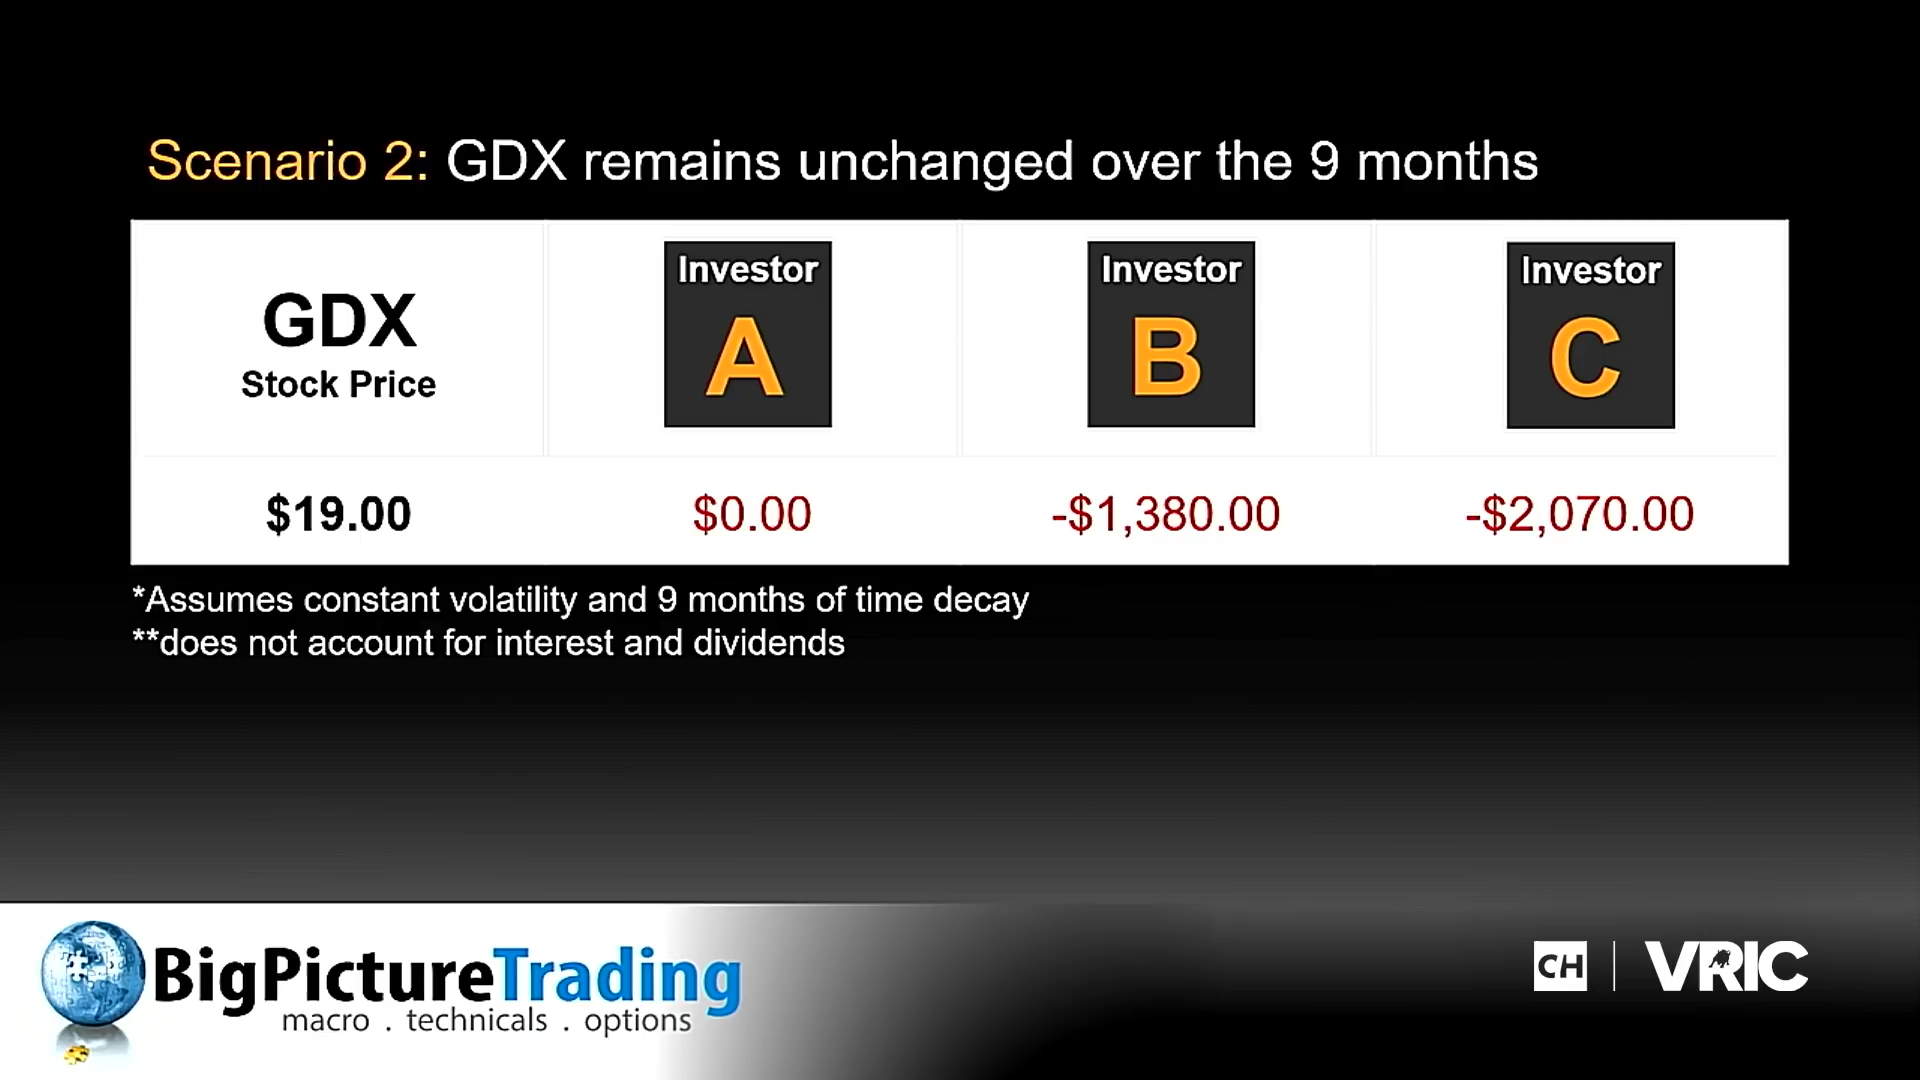 Scenario 2: GDX remains unchanged over the 9 months
GDX
Stock Price
Investor
A
Investor
B
Investor
C
$19.00
$0.00
-$1,380.00
-$2,070.00
*Assumes constant volatility and 9 months of time decay
**does not account for interest and dividends
BigPictureTrading
macro . technicals . options
CH
VRIC